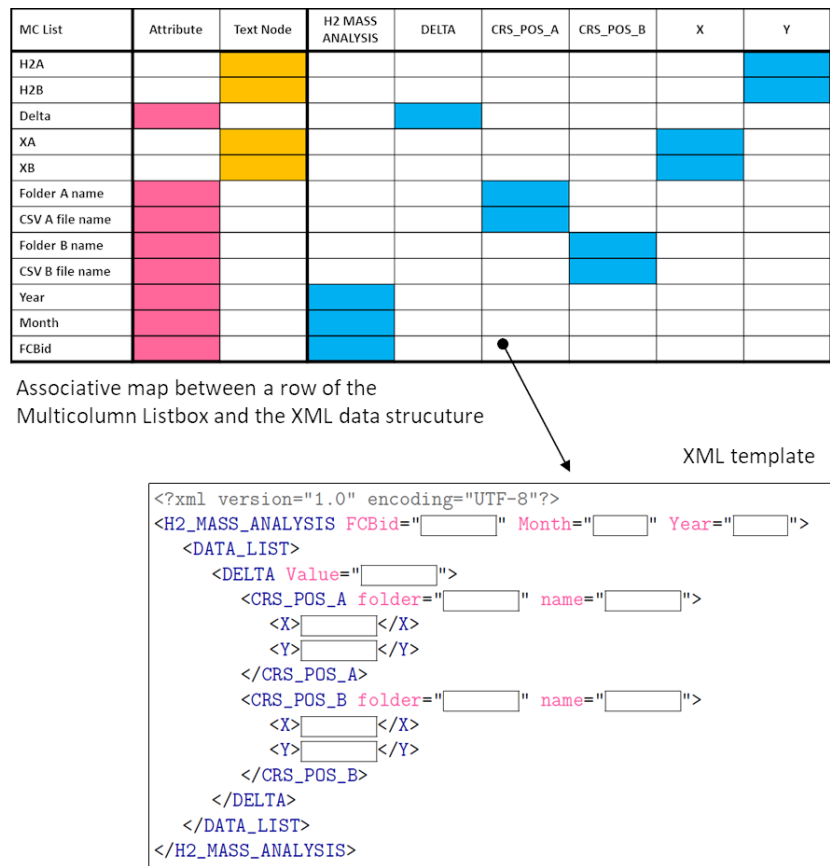 MC List Attribute Text Node H2 MASS ANALYSIS DELTA CRS_POS_A CRS_POS_B X Y
H2A
H2B
Delta
XA
XB
Folder A name
CSV A file name
Folder B name
CSV B file name
Year
Month
FCBid
Associative map between a row of the
Multicolumn Listbox and the XML data strucuture
XML template
<?xml version="1.0" encoding="UTF-8"?>
<H2_MASS_ANALYSIS FCBid="" Month="" Year="">
<DATA_LIST>
<DELTA Value="">
<CRS_POS_A folder="" name="">
<X></X>
<Y></Y>
</CRS_POS_A>
<CRS_POS_B folder="" name="">
<X></X>
<Y></Y>
</CRS_POS_B>
</DELTA>
</DATA_LIST>
</H2_MASS_ANALYSIS>